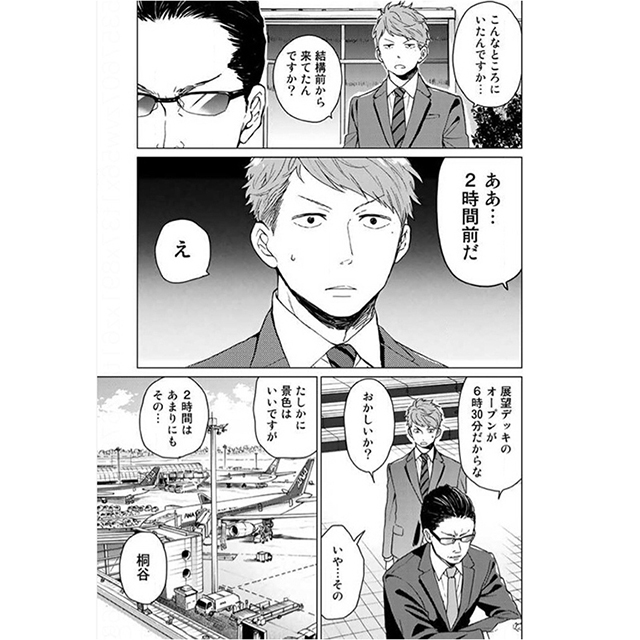 こんなところに
いたんですか…
結構前から
来てたん
ですか？
ああ…
２時間前だ
え
展望デッキの
オープンが
６時30分だからな
おかしいか？
いや…その
たしかに
景色は
いいですが
２時間は
あまりにも
その…
桐谷
ANA